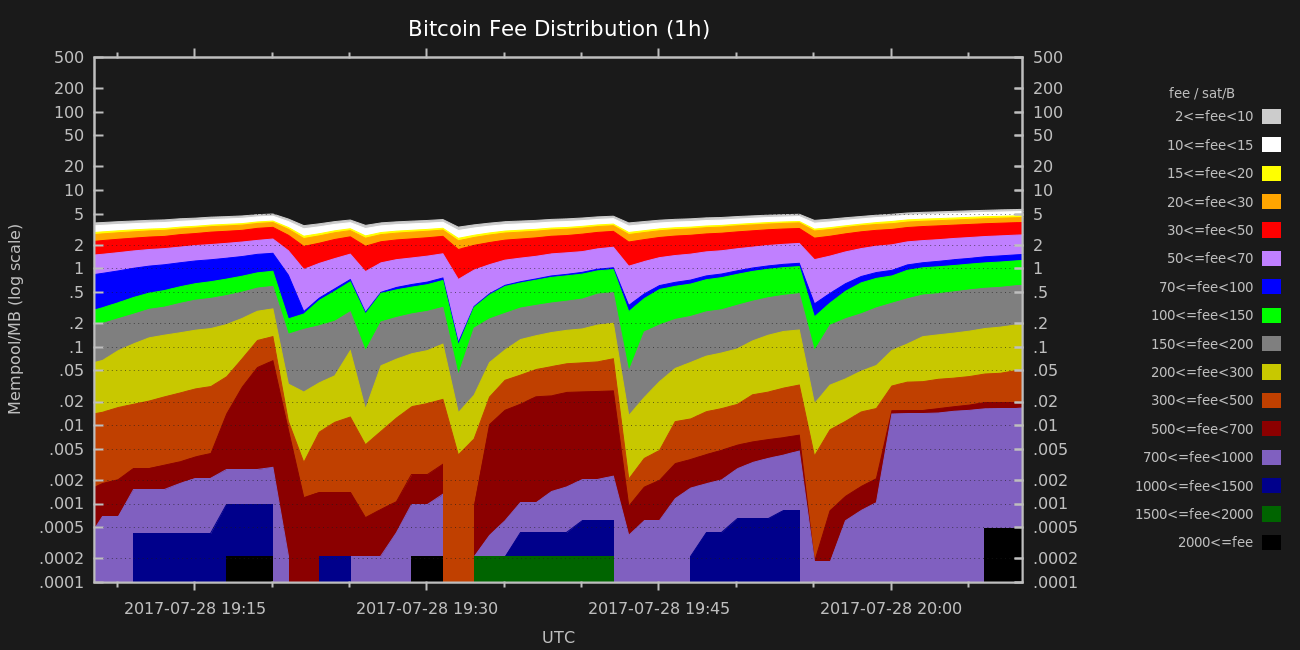 Bitcoin Fee Distribution (1h)
500
200
100
50
20
10
5
2
1
.5
.2
.1
.05
.02
.01
.005
.002
.001
.0005
.0002
.0001
Mempool/MB (log scale)
500
200
100
50
20
10
5
2
1
.5
.2
.1
.05
.02
.01
.005
.002
.001
.0005
.0002
.0001
2017-07-28 19:15
2017-07-28 19:30
2017-07-28 19:45
2017-07-28 20:00
UTC
fee / sat/B
2<=fee<10
10<=fee<15
15<=fee<20
20<=fee<30
30<=fee<50
50<=fee<70
70<=fee<100
100<=fee<150
150<=fee<200
200<=fee<300
300<=fee<500
500<=fee<700
700<=fee<1000
1000<=fee<1500
1500<=fee<2000
2000<=fee